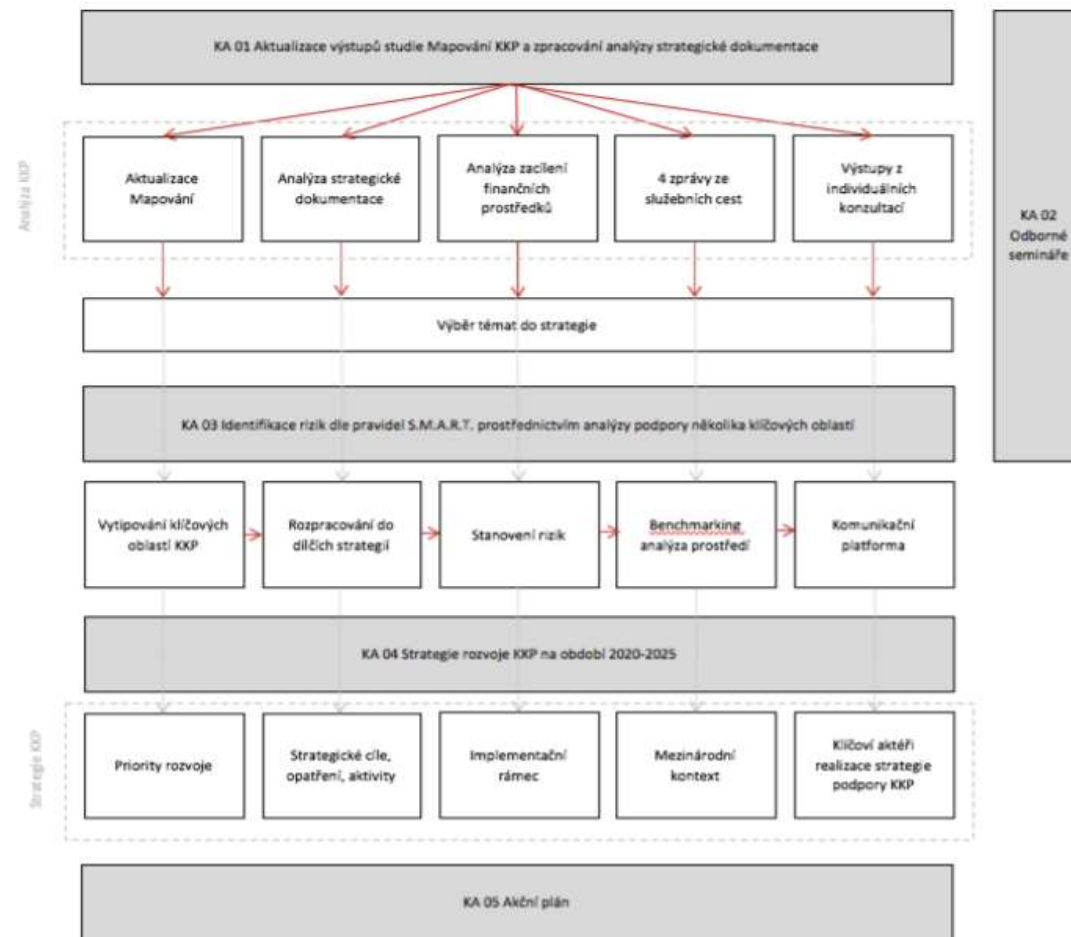 KA 01 Aktualizace výstupů studie Mapování KKP a zpracování analýzy strategické dokumentace
Analýza KKP
Aktualizace
Mapování
Analýza strategické
dokumentace
Analýza zacílení
finančních
prostředků
4 zprávy ze
služebních cest
Výstupy z
individuálních
konzultací
KA 02
Odborné
semináře
Výběr témat do strategie
KA 03 Identifikace rizik dle pravidel S.M.A.R.T. prostřednictvím analýzy podpory několika klíčových oblastí
Vytipování klíčových
oblastí KKP
Rozpracování do
dílčích strategií
Stanovení rizik
Benchmarking
analýza prostředí
Komunikační
platforma
KA 04 Strategie rozvoje KKP na období 2020-2025
Strategie KKP
Priority rozvoje
Strategické cíle,
opatření, aktivity
Implementační
rámec
Mezinárodní
kontext
Klíčoví aktéři
realizace strategie
podpory KKP
KA 05 Akční plán